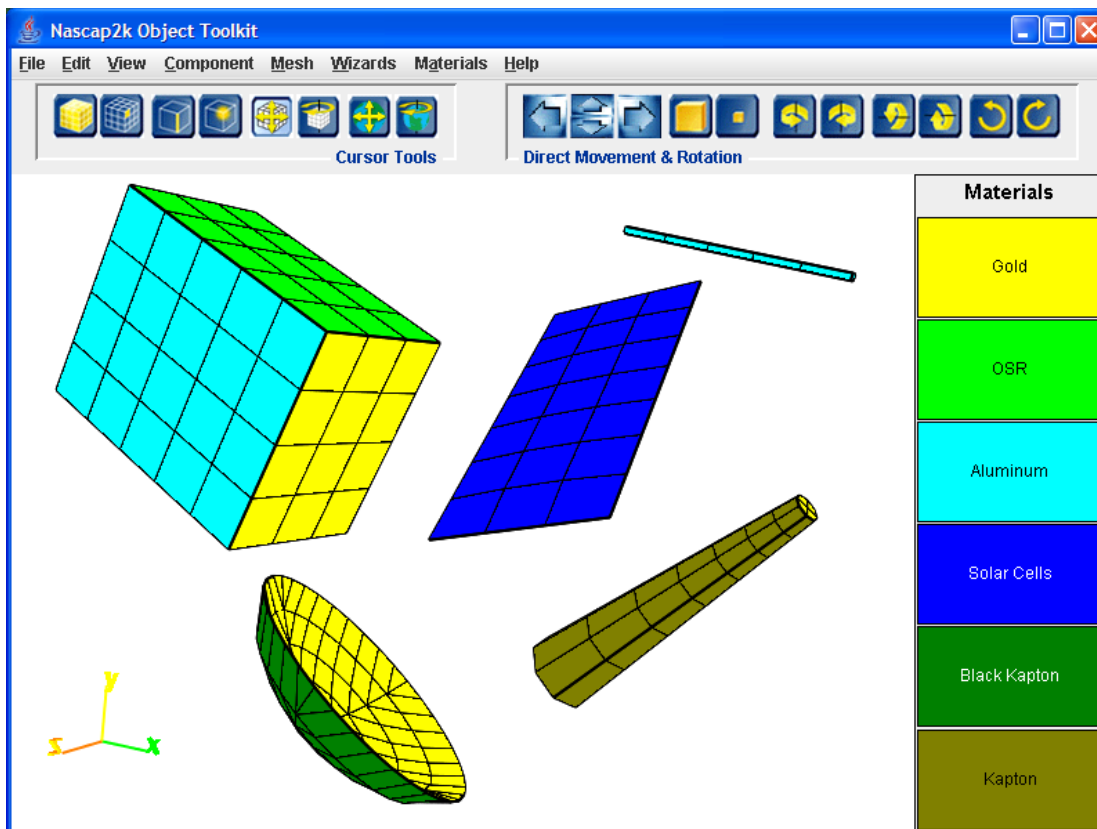 Nascap2k Object Toolkit
File Edit View Component Mesh Wizards Materials Help
Cursor Tools
Direct Movement & Rotation
Materials
Gold
OSR
Aluminum
Solar Cells
Black Kapton
Kapton
y
z
x